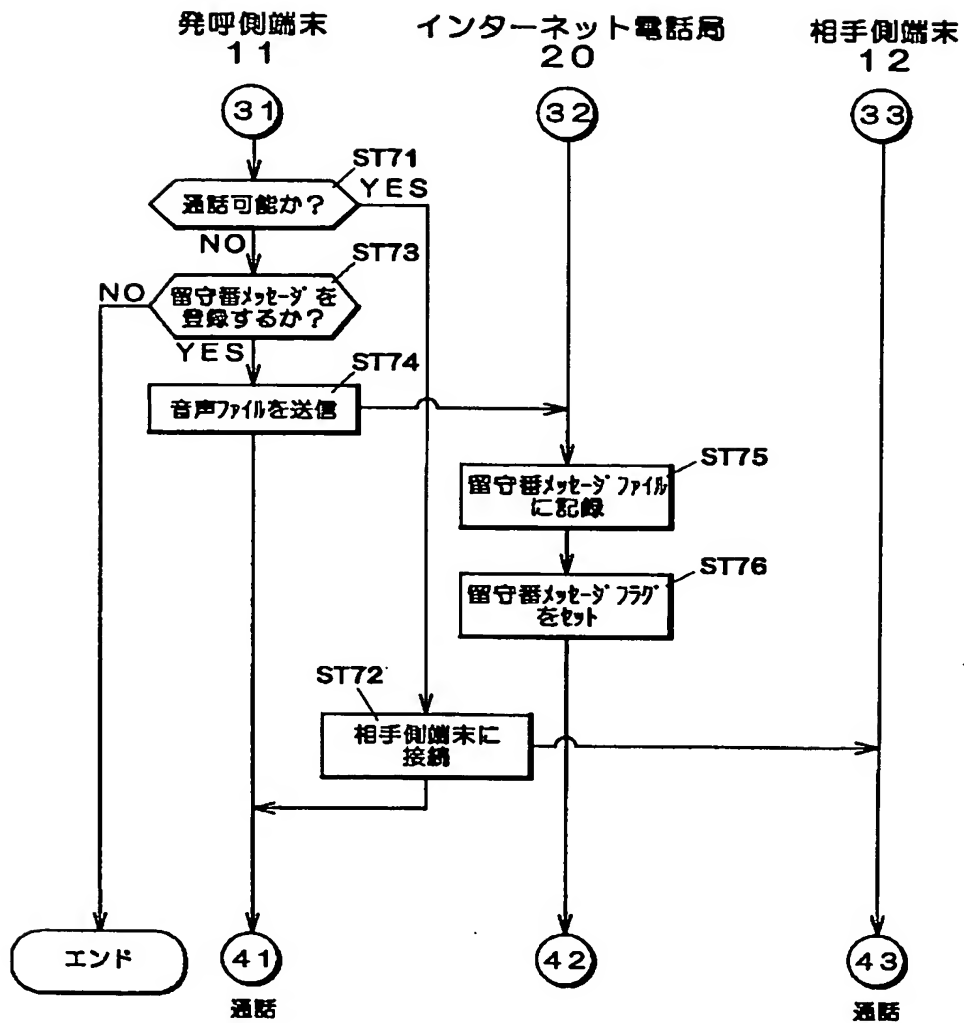 発呼側端末
11
インターネット電話局
20
相手側端末
12
31
32
33
ST71
通話可能か?
YES
NO
ST73
留守番メッセージを
登録するか?
NO
YES
ST74
音声ファイルを送信
ST75
留守番メッセージファイル
に記録
ST76
留守番メッセージフラグ
をセット
ST72
相手側端末に
接続
エンド
41
42
43
通話
通話